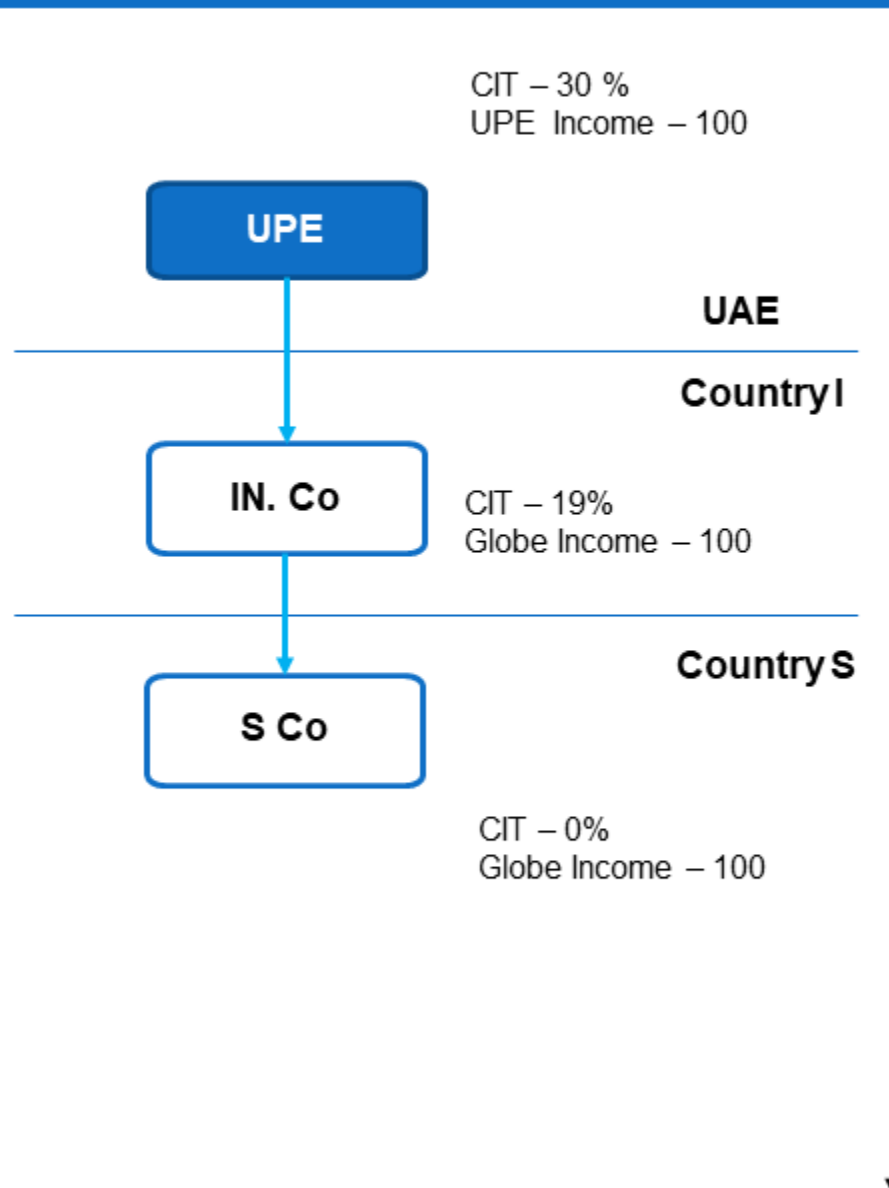 CIT – 30 %
UPE Income – 100
UPE
UAE
Country I
IN. Co
CIT – 19%
Globe Income – 100
Country S
S Co
CIT – 0%
Globe Income – 100